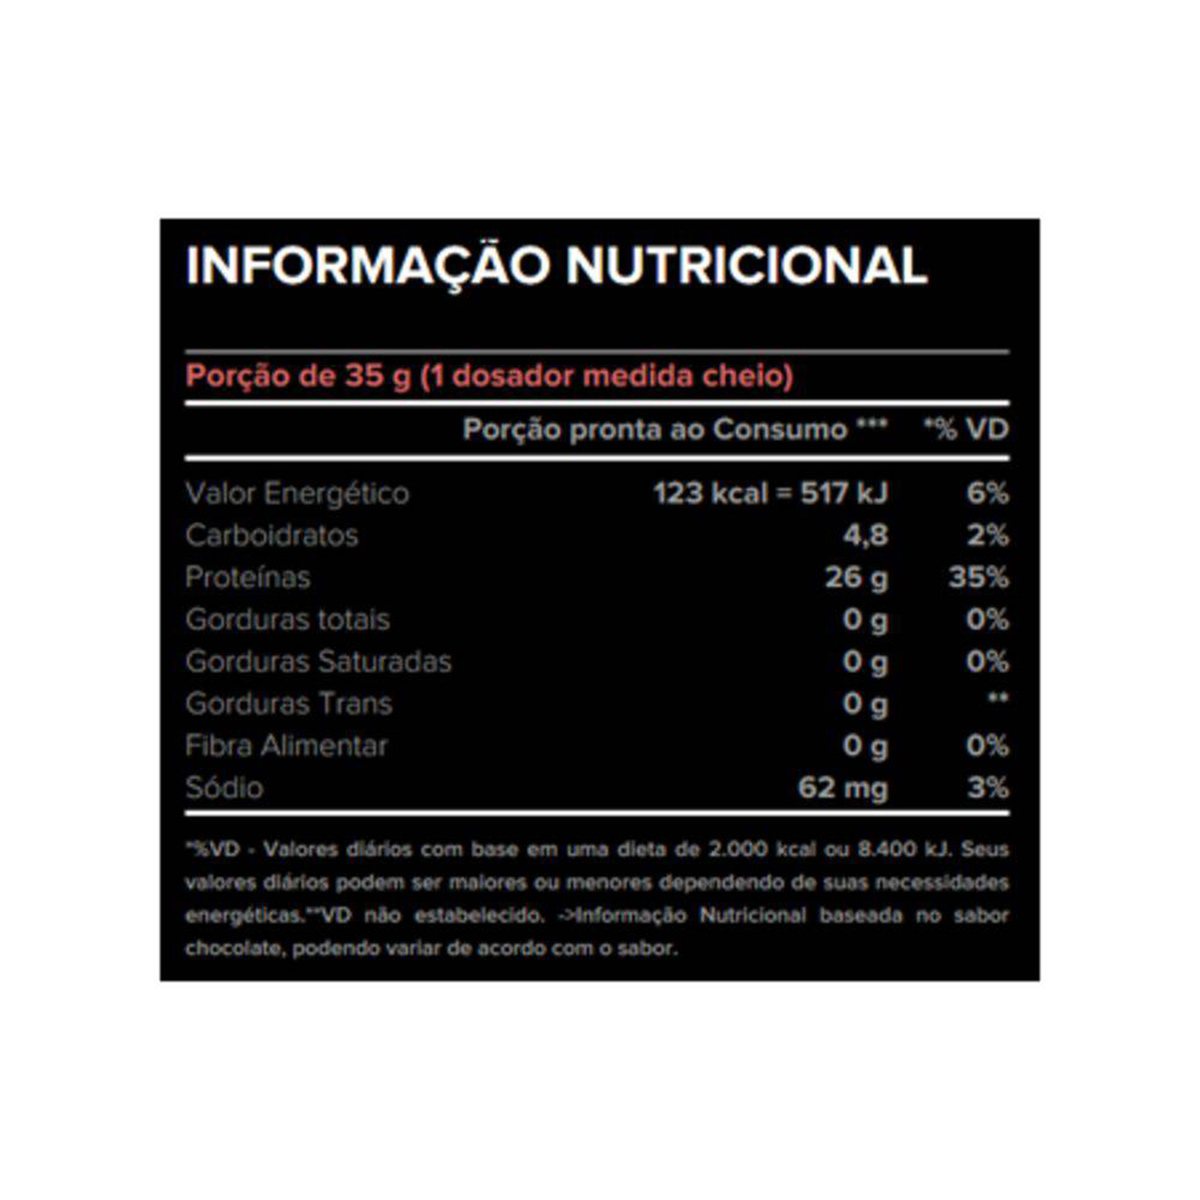 INFORMAÇÃO NUTRICIONAL
Porção de 35 g (1 dosador medida cheio)
Porção pronta ao Consumo *** *% VD
Valor Energético 123 kcal = 517 kJ 6%
Carboidratos 4,8 2%
Proteínas 26 g 35%
Gorduras totais 0 g 0%
Gorduras Saturadas 0 g 0%
Gorduras Trans 0 g **
Fibra Alimentar 0 g 0%
Sódio 62 mg 3%
*%VD - Valores diários com base em uma dieta de 2.000 kcal ou 8.400 kJ. Seus
valores diários podem ser maiores ou menores dependendo de suas necessidades
energéticas.**VD não estabelecido. ->Informação Nutricional baseada no sabor
chocolate, podendo variar de acordo com o sabor.